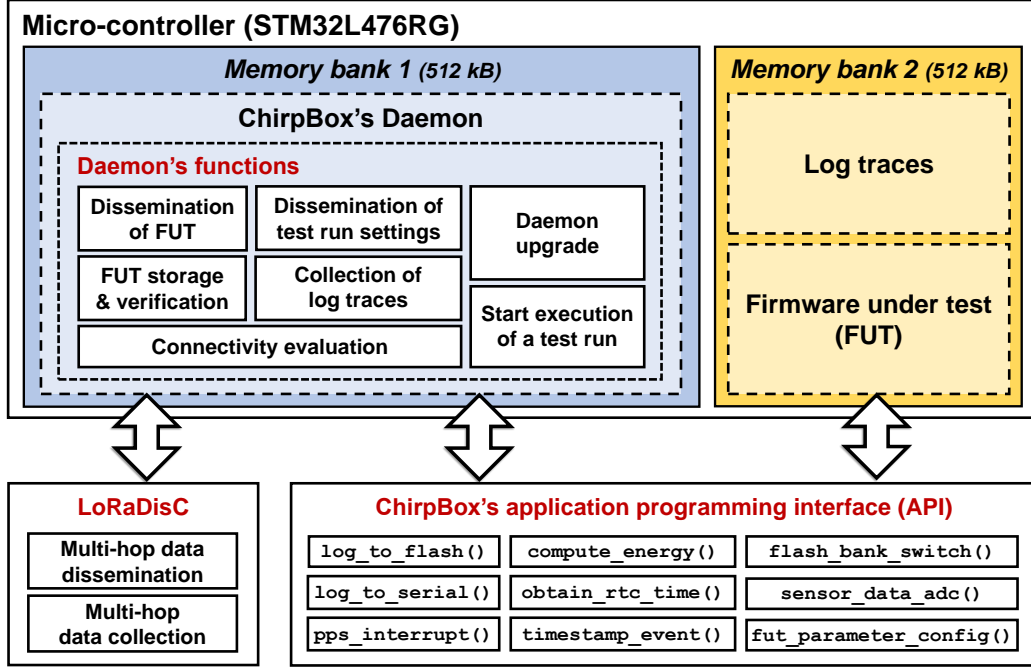 Micro-controller (STM32L476RG)
Memory bank 1 (512 kB)
ChirpBox's Daemon
Daemon's functions
Dissemination
of FUT
Dissemination of
test run settings
Daemon
upgrade
FUT storage
& verification
Collection of
log traces
Start execution
of a test run
Connectivity evaluation
Memory bank 2 (512 kB)
Log traces
Firmware under test
(FUT)
LoRaDisC
Multi-hop data
dissemination
Multi-hop
data collection
ChirpBox's application programming interface (API)
log_to_flash()
compute_energy()
flash_bank_switch()
log_to_serial()
obtain_rtc_time()
sensor_data_adc()
pps_interrupt()
timestamp_event()
fut_parameter_config()